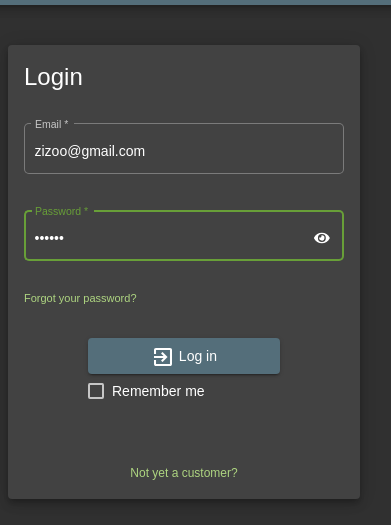 Login
Email *
zizoo@gmail.com
Password *
••••••
Forgot your password?
Log in
Remember me
Not yet a customer?